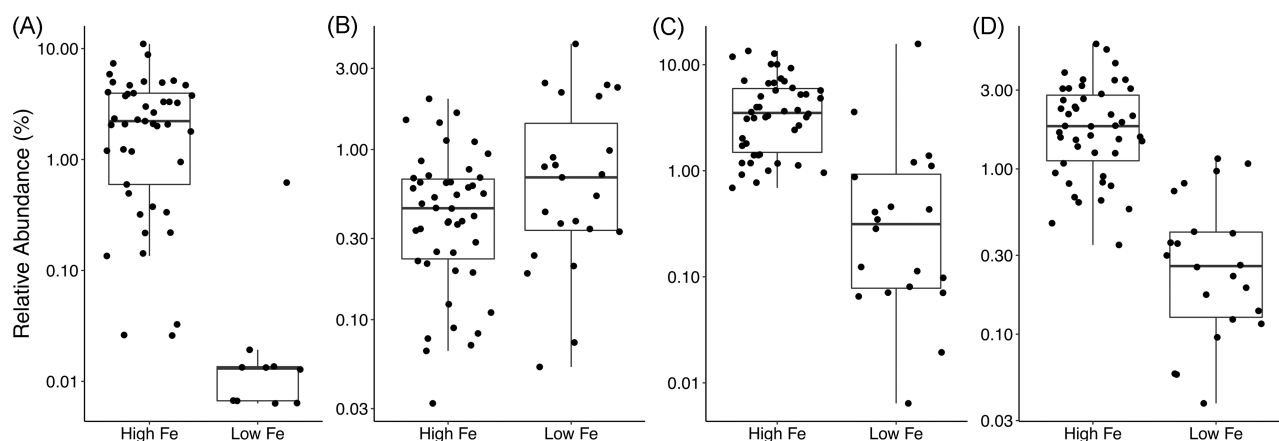 (A)
(B)
(C)
(D)
Relative Abundance (%)
10.00
1.00
0.10
0.01
High Fe
Low Fe
3.00
1.00
0.30
0.10
0.03
High Fe
Low Fe
10.00
1.00
0.10
0.01
High Fe
Low Fe
3.00
1.00
0.30
0.10
0.03
High Fe
Low Fe